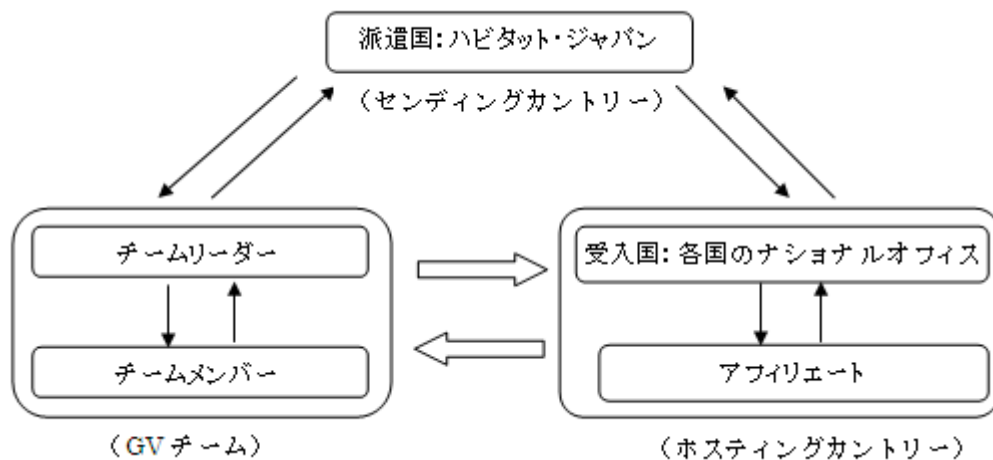 派遣国:ハビタット・ジャパン
(センディングカントリー)
チームリーダー
チームメンバー
(GVチーム)
受入国:各国のナショナルオフィス
アフィリエート
(ホスティングカントリー)